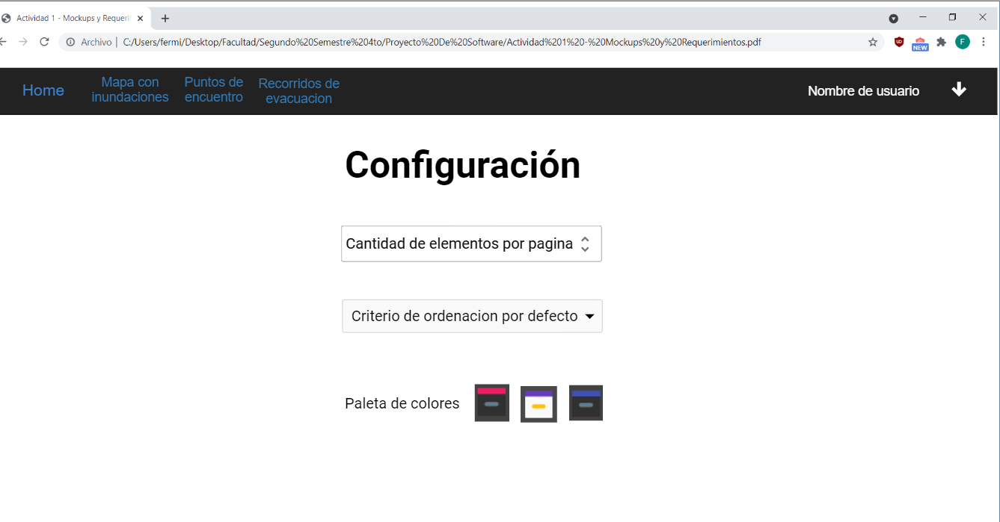 Actividad 1 - Mockups y Requeri
Archivo | C:/Users/fermi/Desktop/Facultad/Segundo%20Semestre%204to/Proyecto%20De%20Software/Actividad%201%20-%20Mockups%20y%20Requerimientos.pdf
NEW
F
Home
Mapa con
inundaciones
Puntos de
encuentro
Recorridos de
evacuacion
Nombre de usuario
Configuración
Cantidad de elementos por pagina
Criterio de ordenacion por defecto
Paleta de colores